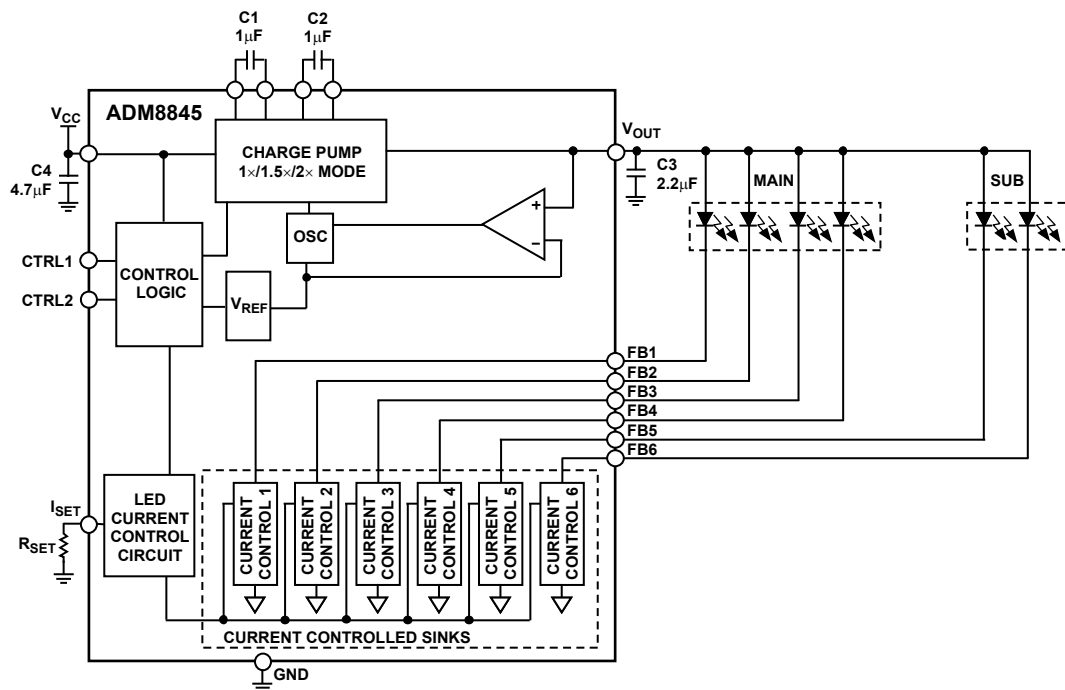 C1
1μF
C2
1μF
ADM8845
VCC
C4
4.7μF
CHARGE PUMP
1×/1.5×/2× MODE
VOUT
C3
2.2μF
MAIN
SUB
OSC
+
–
CTRL1
CTRL2
CONTROL
LOGIC
VREF
FB1
FB2
FB3
FB4
FB5
FB6
ISET
RSET
LED
CURRENT
CONTROL
CIRCUIT
CURRENT
CONTROL 1
CURRENT
CONTROL 2
CURRENT
CONTROL 3
CURRENT
CONTROL 4
CURRENT
CONTROL 5
CURRENT
CONTROL 6
CURRENT CONTROLLED SINKS
GND